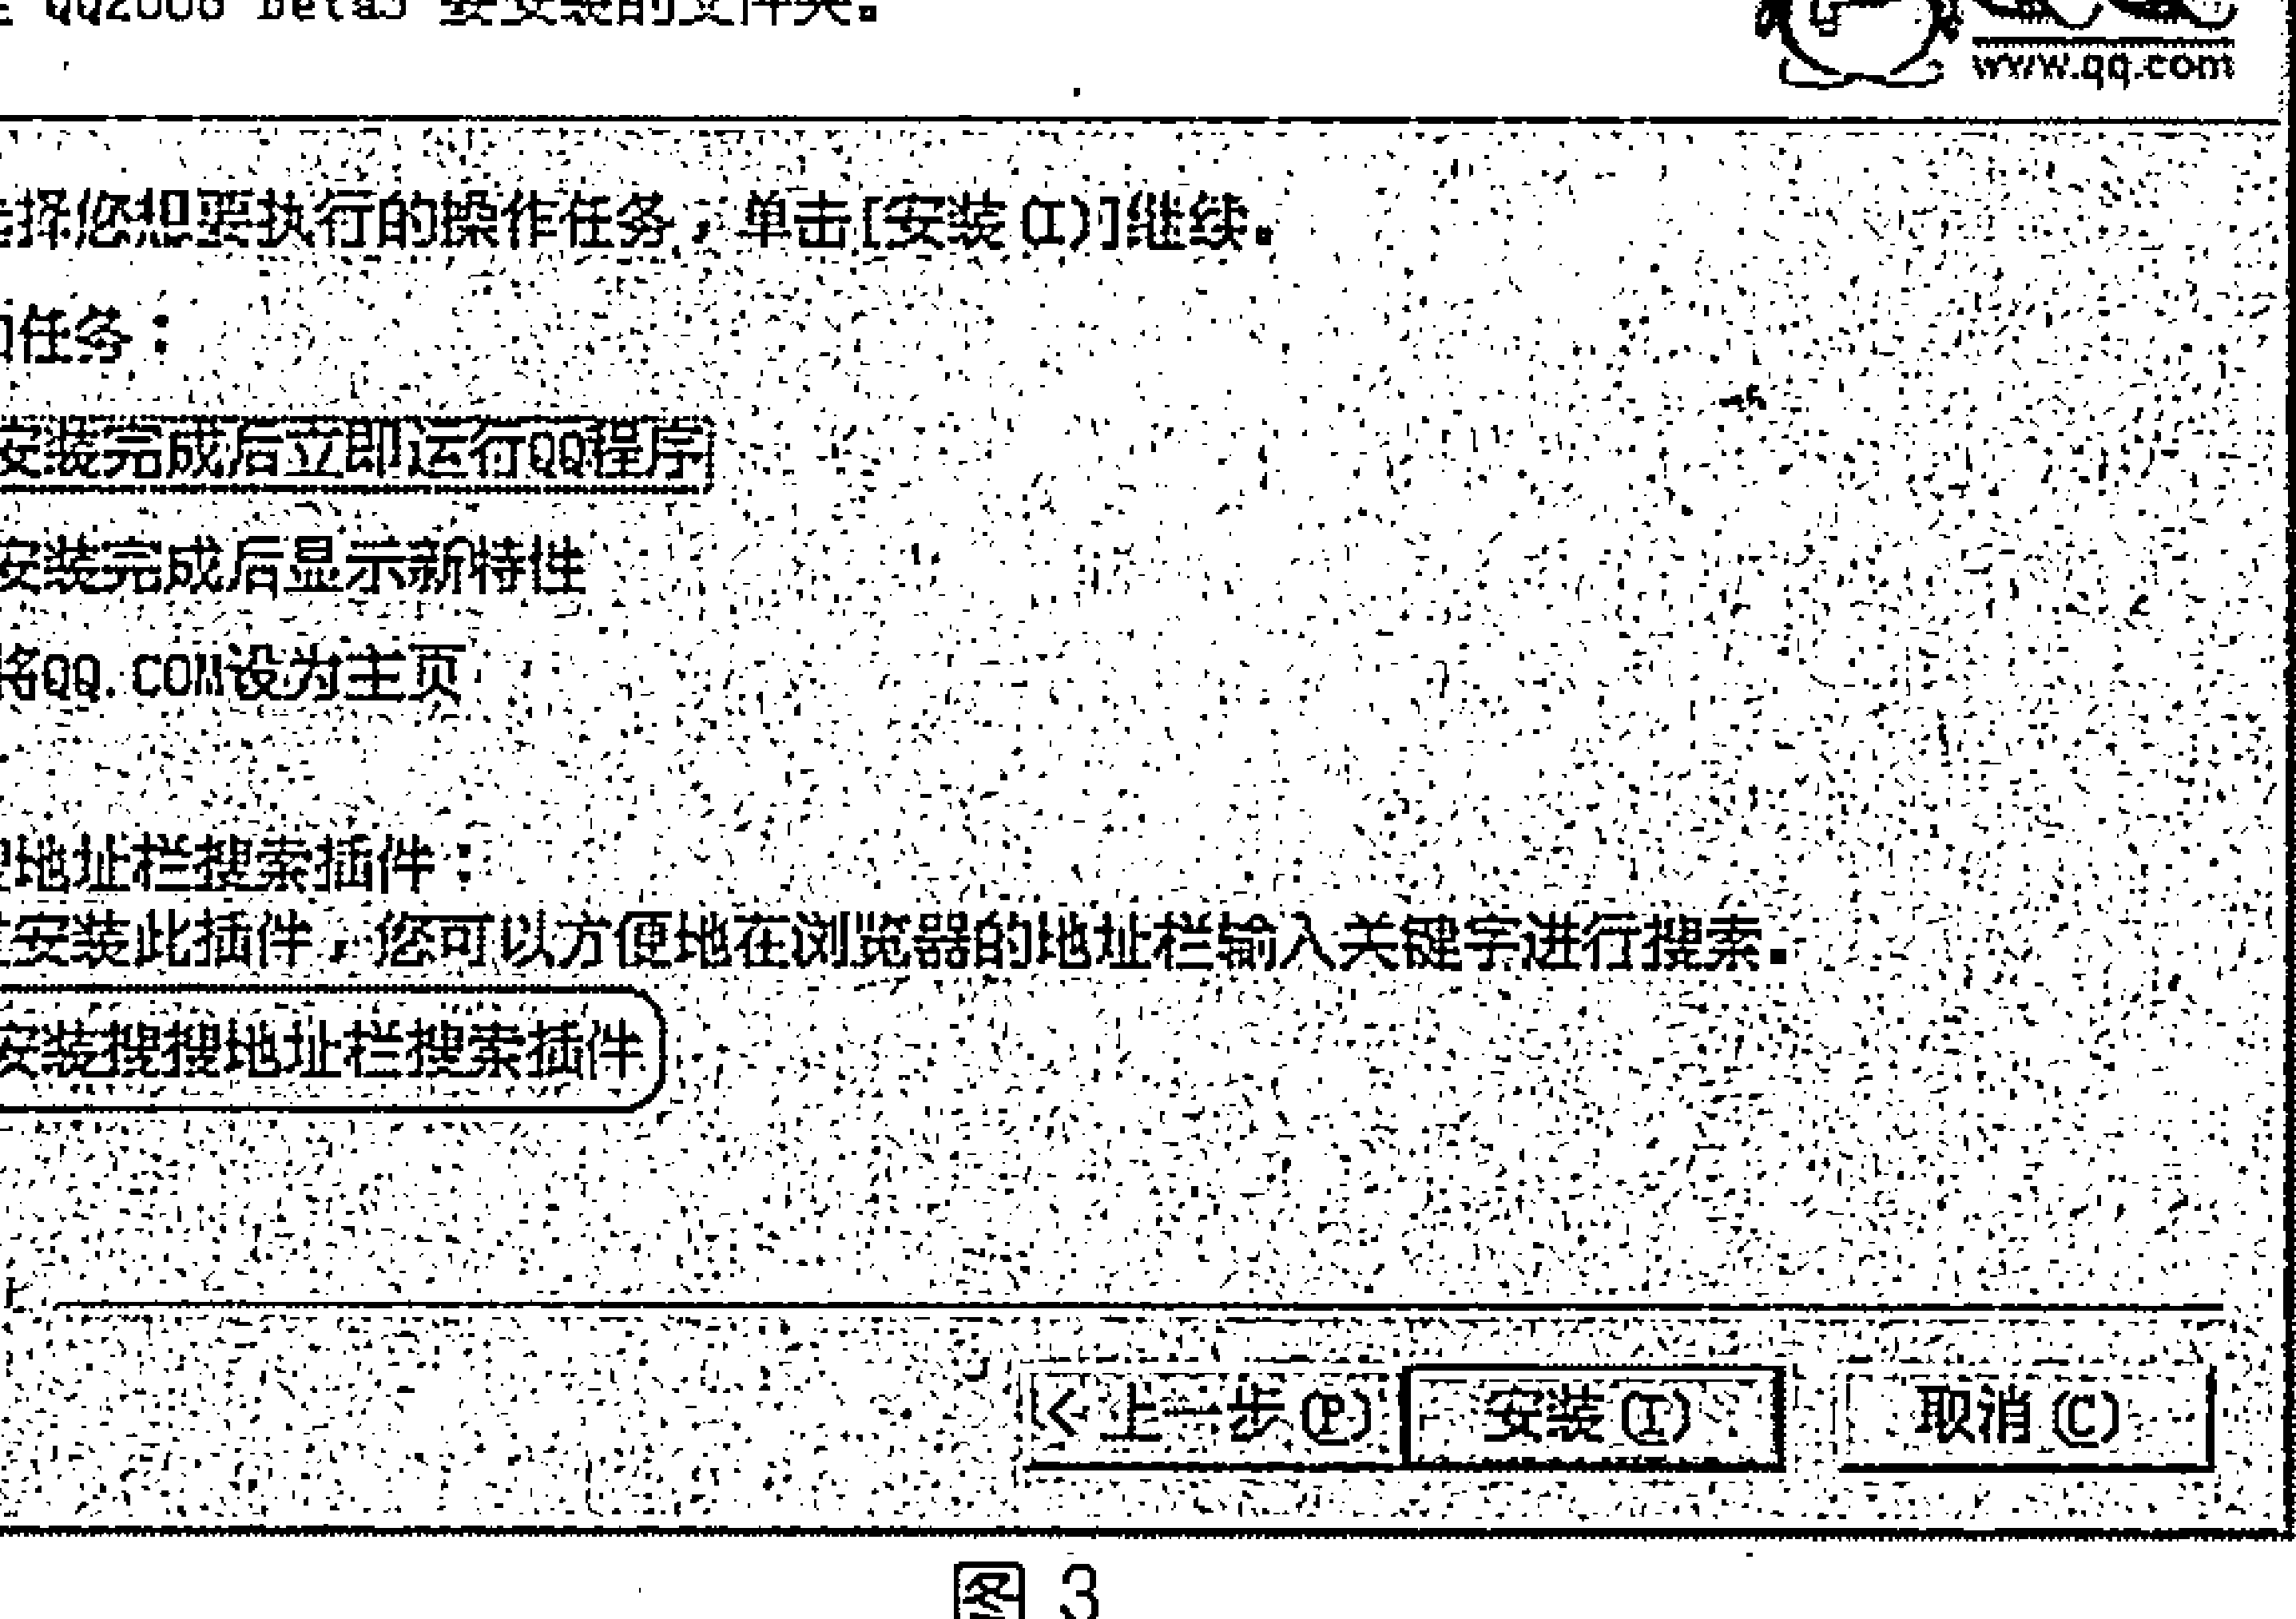 QQ2006 Beta3 要安装的文件夹。
www.qq.com
择您想要执行的操作任务，单击[安装(I)]继续。
任务：
安装完成后立即运行QQ程序
安装完成后显示新特性
将QQ.COM设为主页
地址栏搜索插件：
安装此插件，您可以方便地在浏览器的地址栏输入关键字进行搜索。
安装搜搜地址栏搜索插件
<上一步(P) 安装(I) 取消(C)
图 3